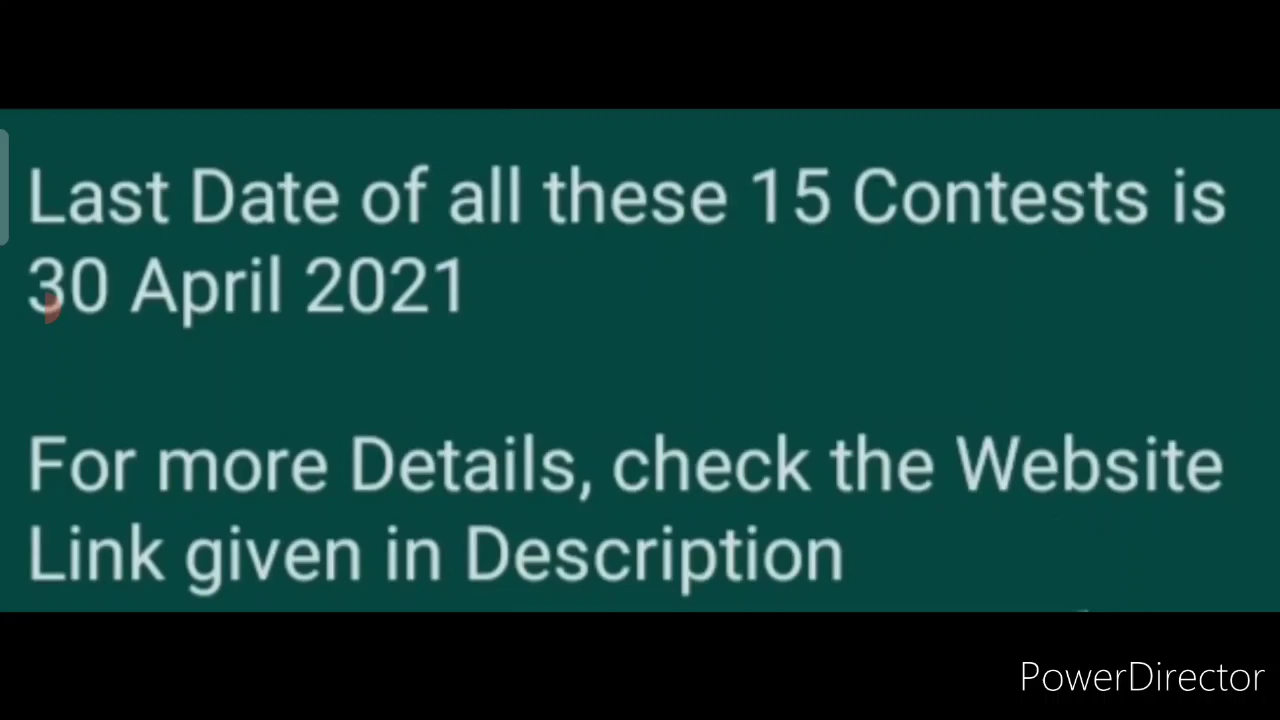 Last Date of all these 15 Contests is
30 April 2021
For more Details, check the Website
Link given in Description
PowerDirector